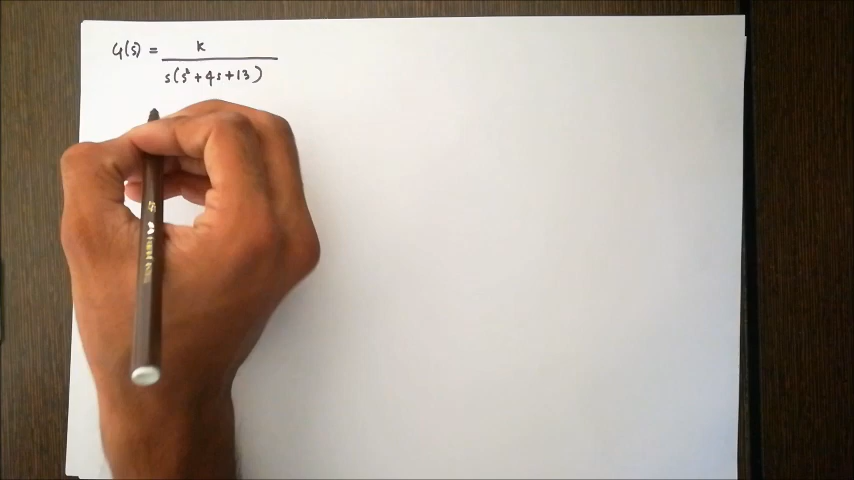 G(s) = K
s(s²+4s+13)